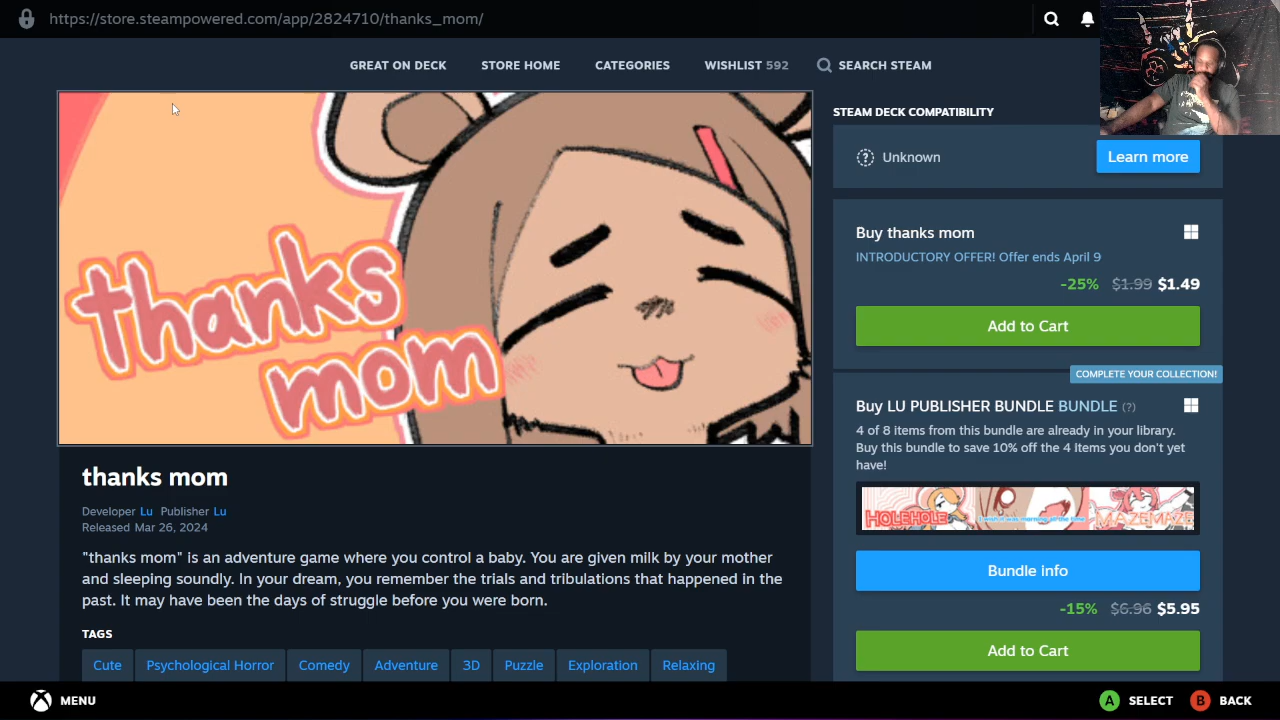 https://store.steampowered.com/app/2824710/thanks_mom/
GREAT ON DECK
STORE HOME
CATEGORIES
WISHLIST 592
SEARCH STEAM
thanks
mom
thanks mom
Developer Lu Publisher Lu
Released Mar 26, 2024
"thanks mom" is an adventure game where you control a baby. You are given milk by your mother
and sleeping soundly. In your dream, you remember the trials and tribulations that happened in the
past. It may have been the days of struggle before you were born.
TAGS
Cute
Psychological Horror
Comedy
Adventure
3D
Puzzle
Exploration
Relaxing
STEAM DECK COMPATIBILITY
Unknown
Learn more
Buy thanks mom
INTRODUCTORY OFFER! Offer ends April 9
-25% $1.99 $1.49
Add to Cart
COMPLETE YOUR COLLECTION!
Buy LU PUBLISHER BUNDLE BUNDLE (?)
4 of 8 items from this bundle are already in your library.
Buy this bundle to save 10% off the 4 items you don't yet
have!
HOLEHOLE
I wish it was morning all the time
MAZEMAZE
Bundle info
-15% $6.96 $5.95
Add to Cart
MENU
A SELECT
B BACK